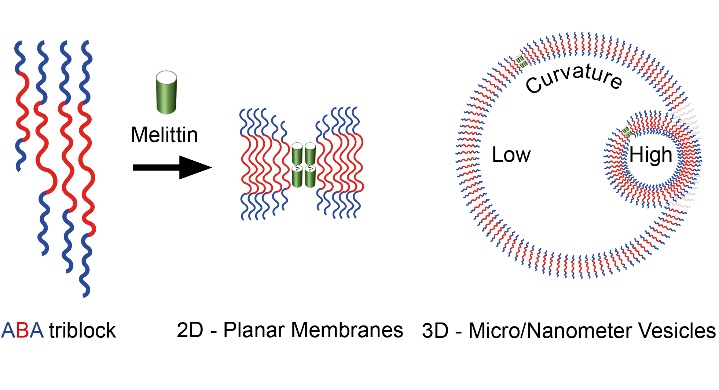 Melittin
Curvature
Low
High
ABA triblock
2D - Planar Membranes
3D - Micro/Nanometer Vesicles